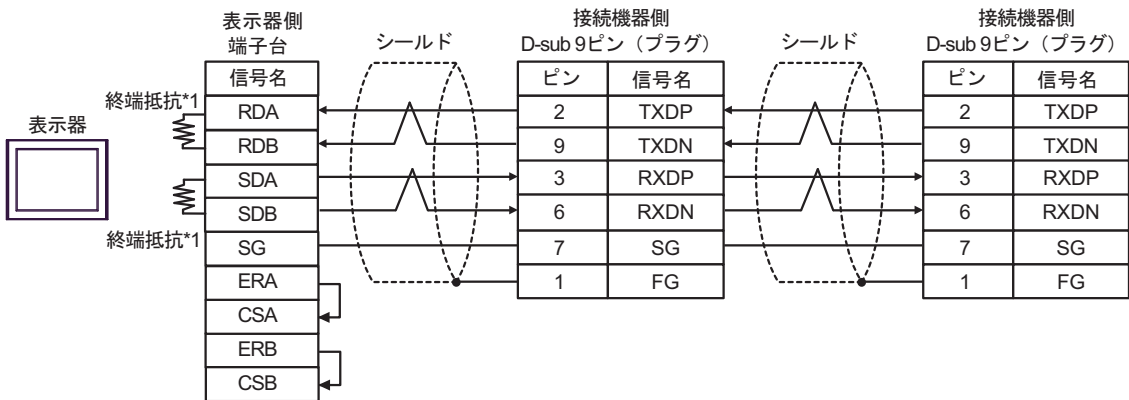 表示器側
端子台
シールド
接続機器側
D-sub 9ピン（プラグ）
シールド
接続機器側
D-sub 9ピン（プラグ）
表示器
終端抵抗*1
終端抵抗*1
信号名
RDA
RDB
SDA
SDB
SG
ERA
CSA
ERB
CSB
ピン 信号名
2 TXDP
9 TXDN
3 RXDP
6 RXDN
7 SG
1 FG
ピン 信号名
2 TXDP
9 TXDN
3 RXDP
6 RXDN
7 SG
1 FG